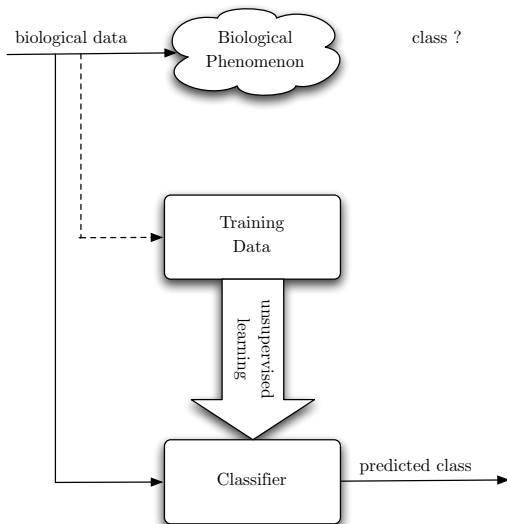 biological data
Biological
Phenomenon
class ?
Training
Data
unsupervised
learning
Classifier
predicted class